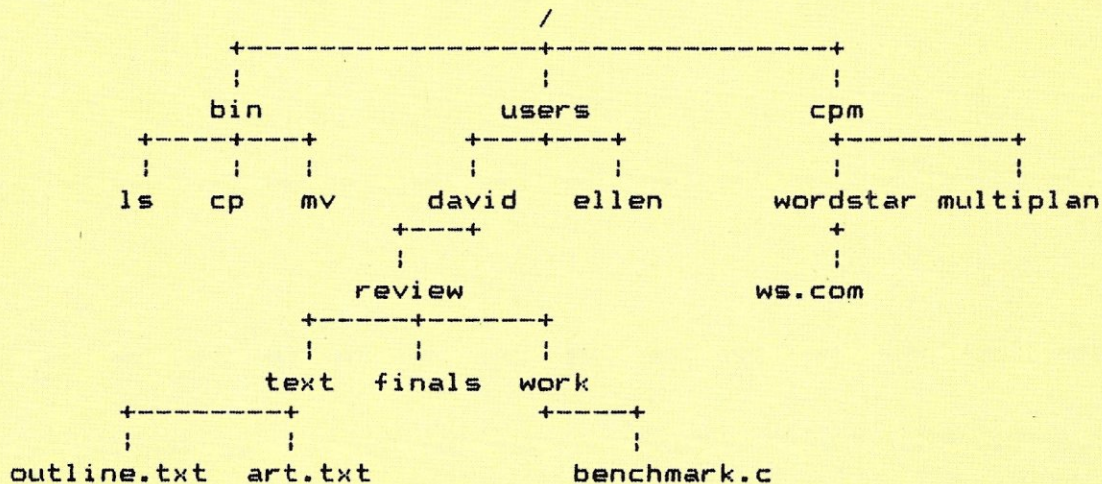 /
bin users cpm
ls cp mv david ellen wordstar multiplan
review ws.com
text finals work
outline.txt art.txt benchmark.c